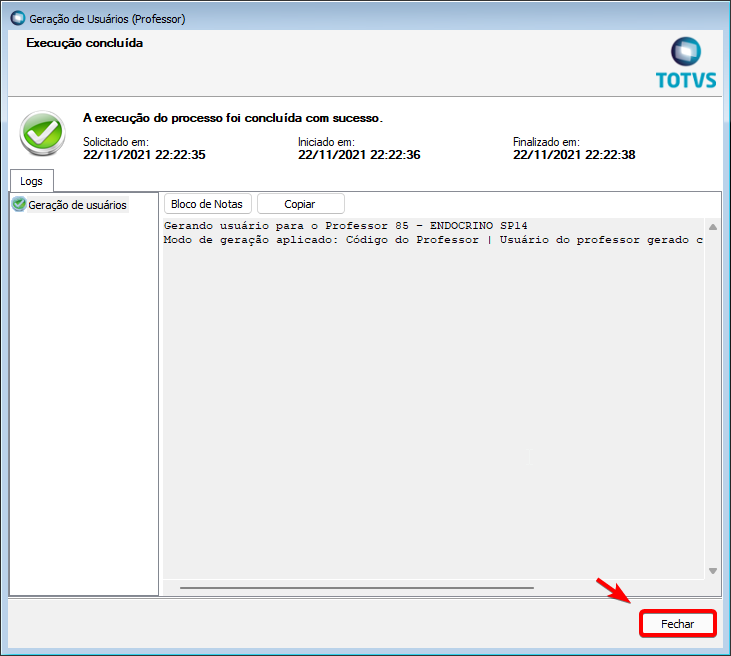 Geração de Usuários (Professor)
Execução concluída
TOTVS
A execução do processo foi concluída com sucesso.
Solicitado em: Iniciado em: Finalizado em:
22/11/2021 22:22:35 22/11/2021 22:22:36 22/11/2021 22:22:38
Logs
Geração de usuários
Bloco de Notas Copiar
Gerando usuário para o Professor 85 - ENDOCRINO SP14
Modo de geração aplicado: Código do Professor | Usuário do professor gerado c
Fechar